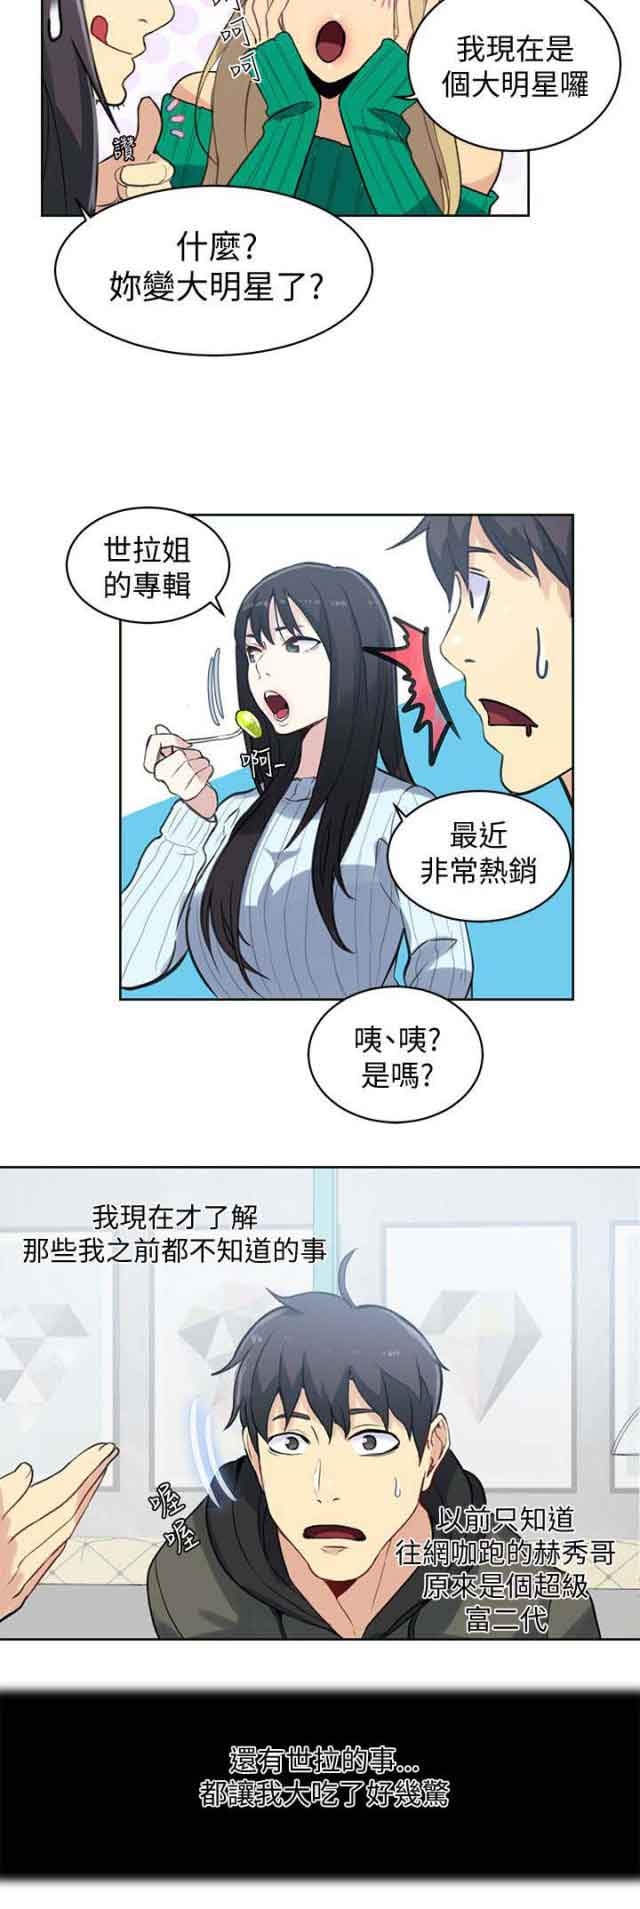 呵
呵
呵
我現在是
個大明星囉
讚
什麼?
妳變大明星了?
世拉姐
的專輯
啊
最近
非常熱銷
咦、咦?
是嗎?
我現在才了解
那些我之前都不知道的事
喔
喔
以前只知道
往網咖跑的赫秀哥
原來是個超級
富二代
還有世拉的事...
都讓我大吃了好幾驚